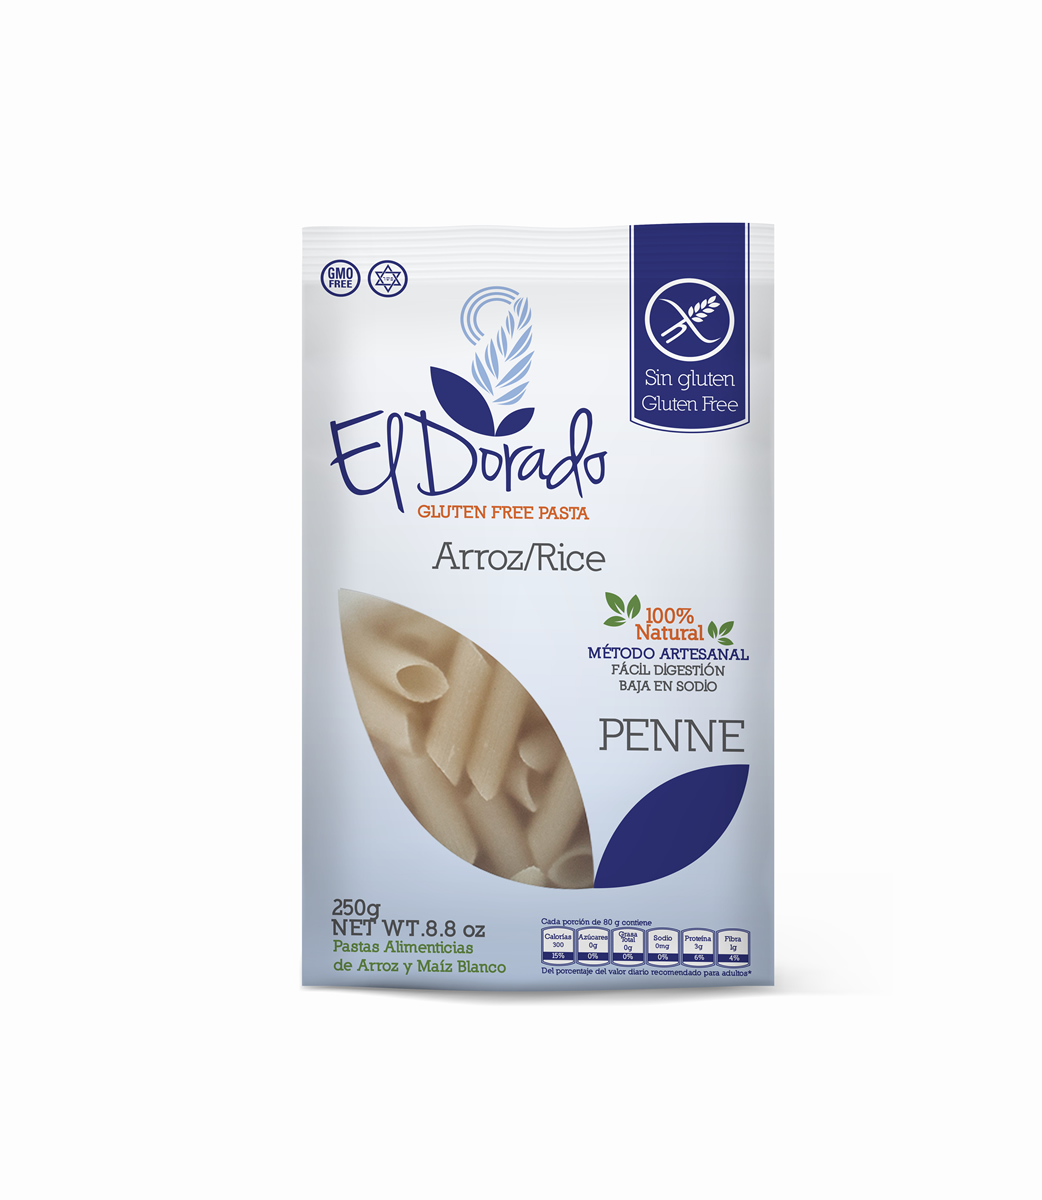 GMO
FREE
Sin gluten
Gluten Free
El Dorado
GLUTEN FREE PASTA
Arroz/Rice
100%
Natural
MÉTODO ARTESANAL
FÁCIL DIGESTIÓN
BAJA EN SODIO
PENNE
250g
NET WT.8.8 oz
Pastas Alimenticias
de Arroz y Maíz Blanco
Cada porción de 80 g contiene
Calorías 300 15%
Azúcares 0g 0%
Grasa Total 0g 0%
Sodio 0mg 0%
Proteína 3g 6%
Fibra 1g 4%
Del porcentaje del valor diario recomendado para adultos*